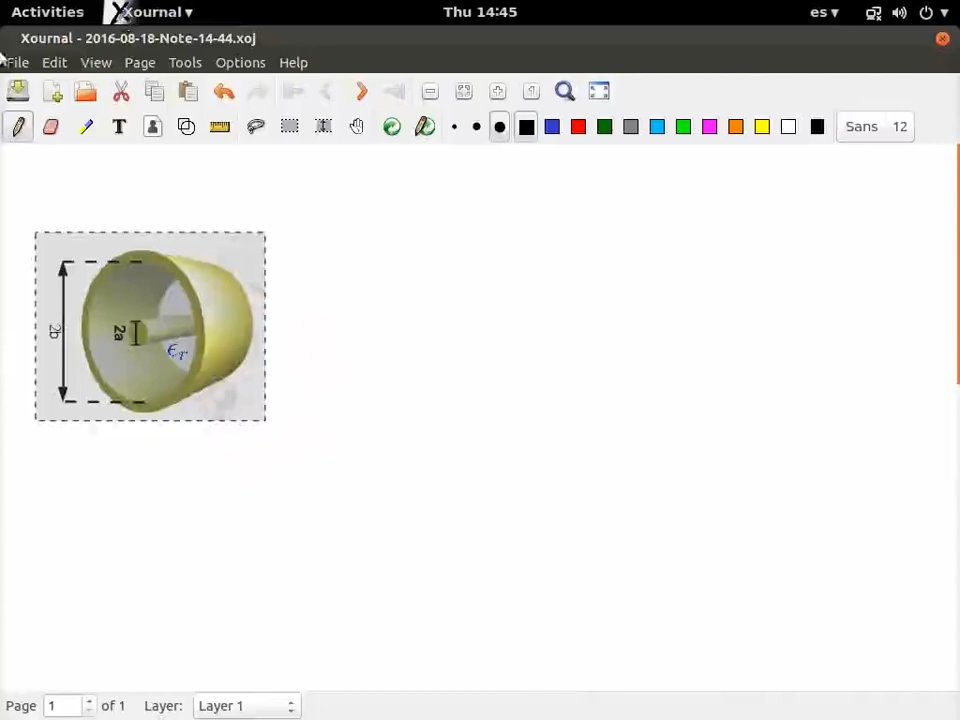 Activities Xournal ▾ Thu 14:45 es ▾
Xournal - 2016-08-18-Note-14-44.xoj
File Edit View Page Tools Options Help
T Sans 12
2b
2a
ϵr
Page 1 of 1 Layer: Layer 1